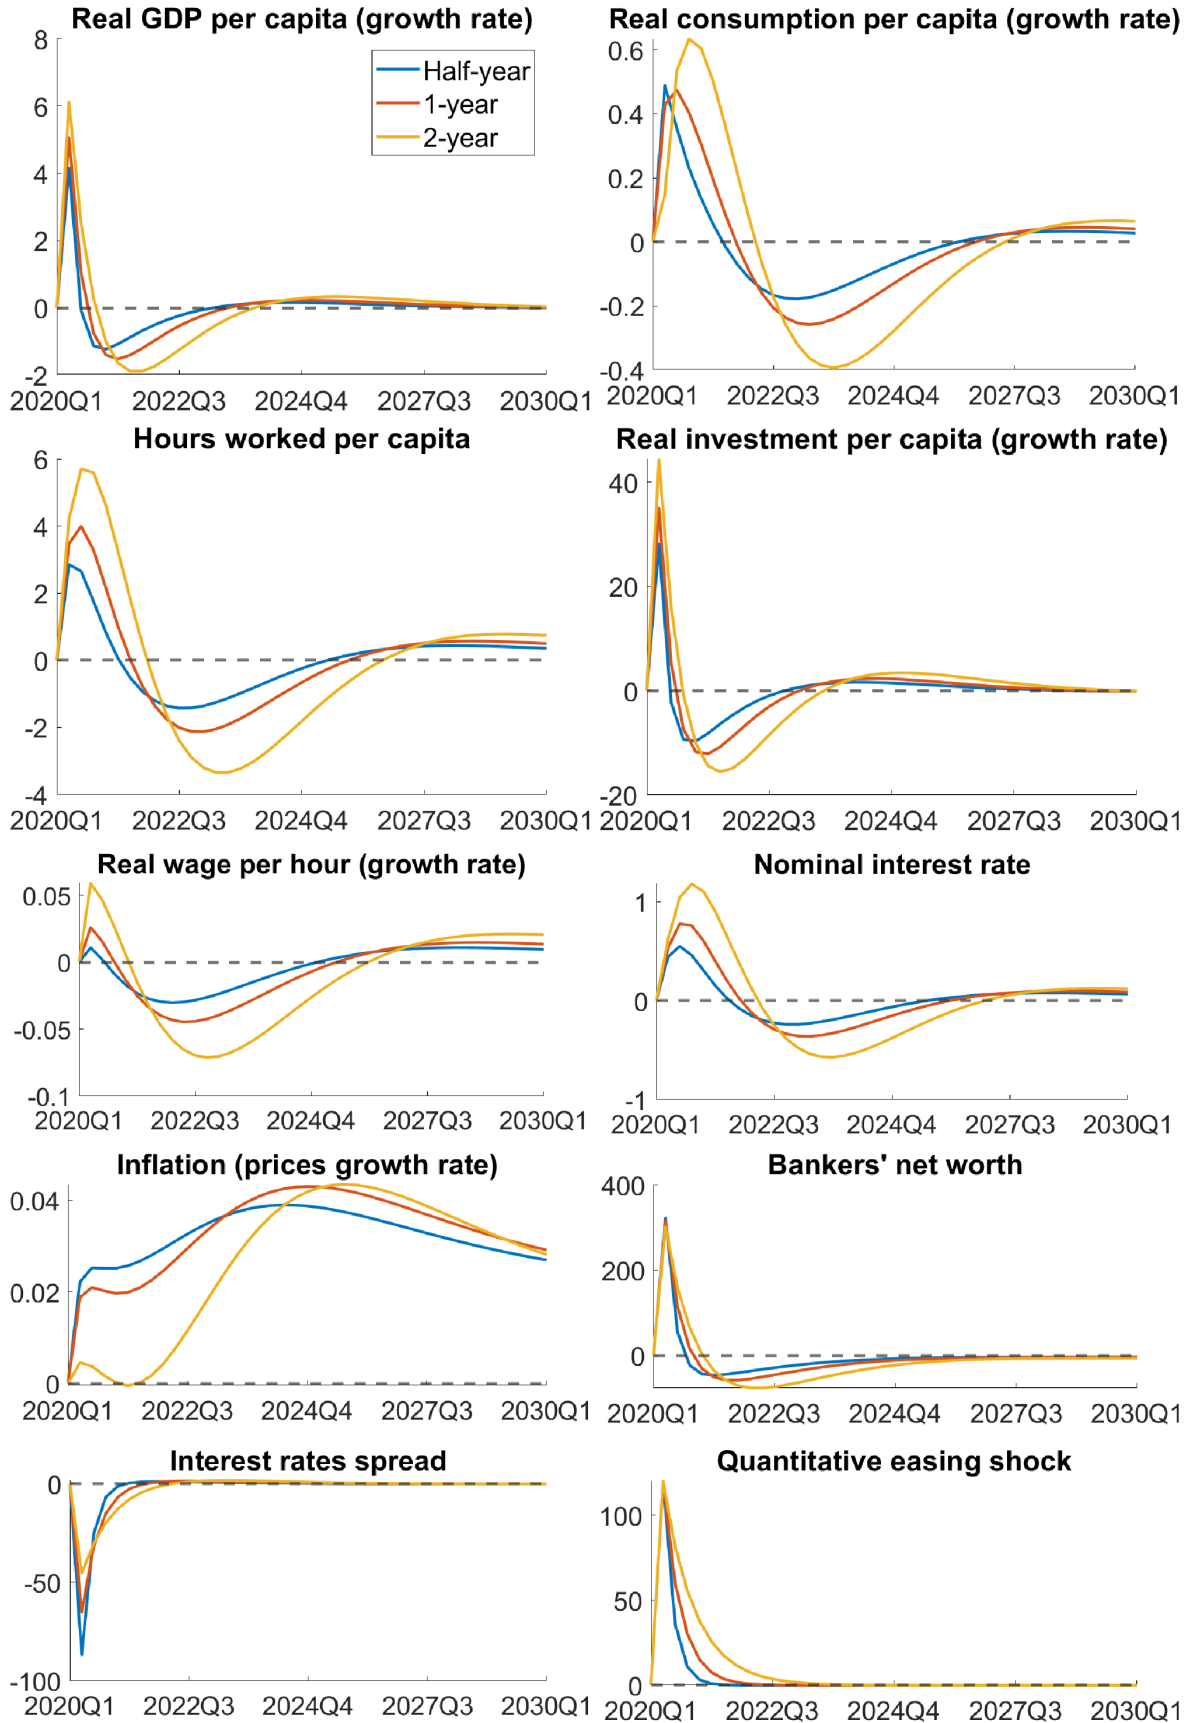 Real GDP per capita (growth rate)
8
6
4
2
0
-2
2020Q1 2022Q3 2024Q4 2027Q3 2030Q1
Half-year
1-year
2-year
Real consumption per capita (growth rate)
0.6
0.4
0.2
0
-0.2
-0.4
2020Q1 2022Q3 2024Q4 2027Q3 2030Q1
Hours worked per capita
6
4
2
0
-2
-4
2020Q1 2022Q3 2024Q4 2027Q3 2030Q1
Real investment per capita (growth rate)
40
20
0
-20
2020Q1 2022Q3 2024Q4 2027Q3 2030Q1
Real wage per hour (growth rate)
0.05
0
-0.05
-0.1
2020Q1 2022Q3 2024Q4 2027Q3 2030Q1
Nominal interest rate
1
0
-1
2020Q1 2022Q3 2024Q4 2027Q3 2030Q1
Inflation (prices growth rate)
0.04
0.02
0
2020Q1 2022Q3 2024Q4 2027Q3 2030Q1
Bankers' net worth
400
200
0
2020Q1 2022Q3 2024Q4 2027Q3 2030Q1
Interest rates spread
0
-50
-100
2020Q1 2022Q3 2024Q4 2027Q3 2030Q1
Quantitative easing shock
100
50
0
2020Q1 2022Q3 2024Q4 2027Q3 2030Q1